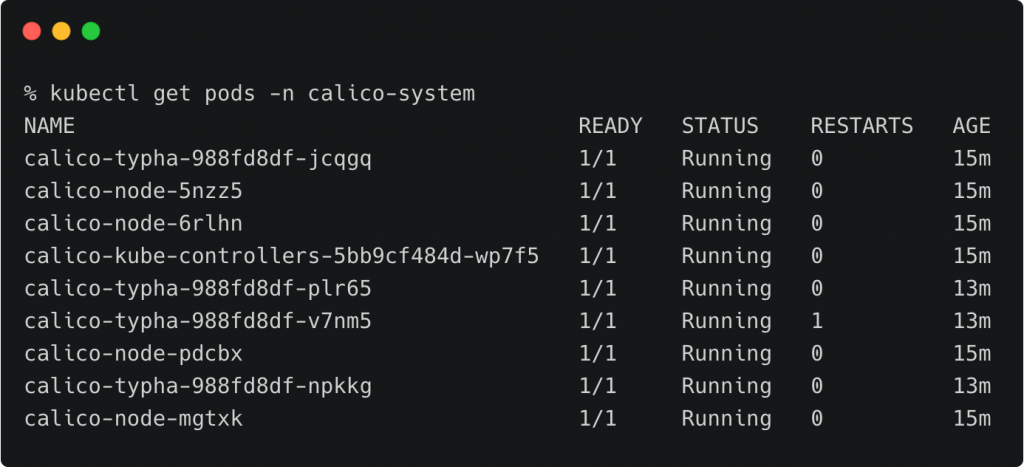 % kubectl get pods -n calico-system
NAME READY STATUS RESTARTS AGE
calico-typha-988fd8df-jcqgq 1/1 Running 0 15m
calico-node-5nzz5 1/1 Running 0 15m
calico-node-6rlhn 1/1 Running 0 15m
calico-kube-controllers-5bb9cf484d-wp7f5 1/1 Running 0 15m
calico-typha-988fd8df-plr65 1/1 Running 0 13m
calico-typha-988fd8df-v7nm5 1/1 Running 1 13m
calico-node-pdcbx 1/1 Running 0 15m
calico-typha-988fd8df-npkkg 1/1 Running 0 13m
calico-node-mgtxk 1/1 Running 0 15m